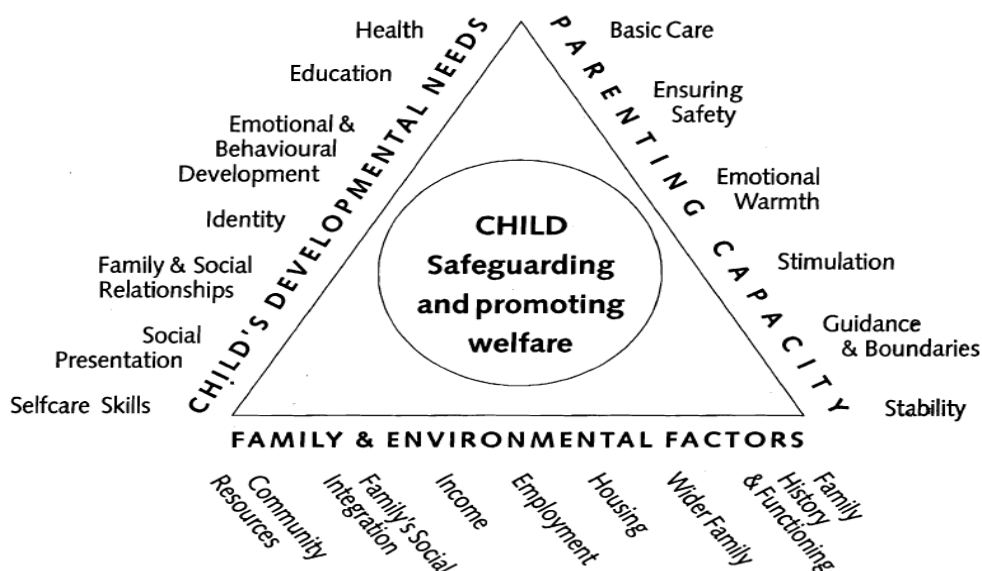 Health
Education
Emotional &
Behavioural
Development
Identity
Family & Social
Relationships
Social
Presentation
Selfcare Skills
CHILD'S DEVELOPMENTAL NEEDS
PARENTING CAPACITY
Basic Care
Ensuring
Safety
Emotional
Warmth
Stimulation
Guidance
& Boundaries
Stability
CHILD
Safeguarding
and promoting
welfare
FAMILY & ENVIRONMENTAL FACTORS
Community
Resources
Family's Social
Integration
Income
Employment
Housing
Wider Family
Family
History
& Functioning